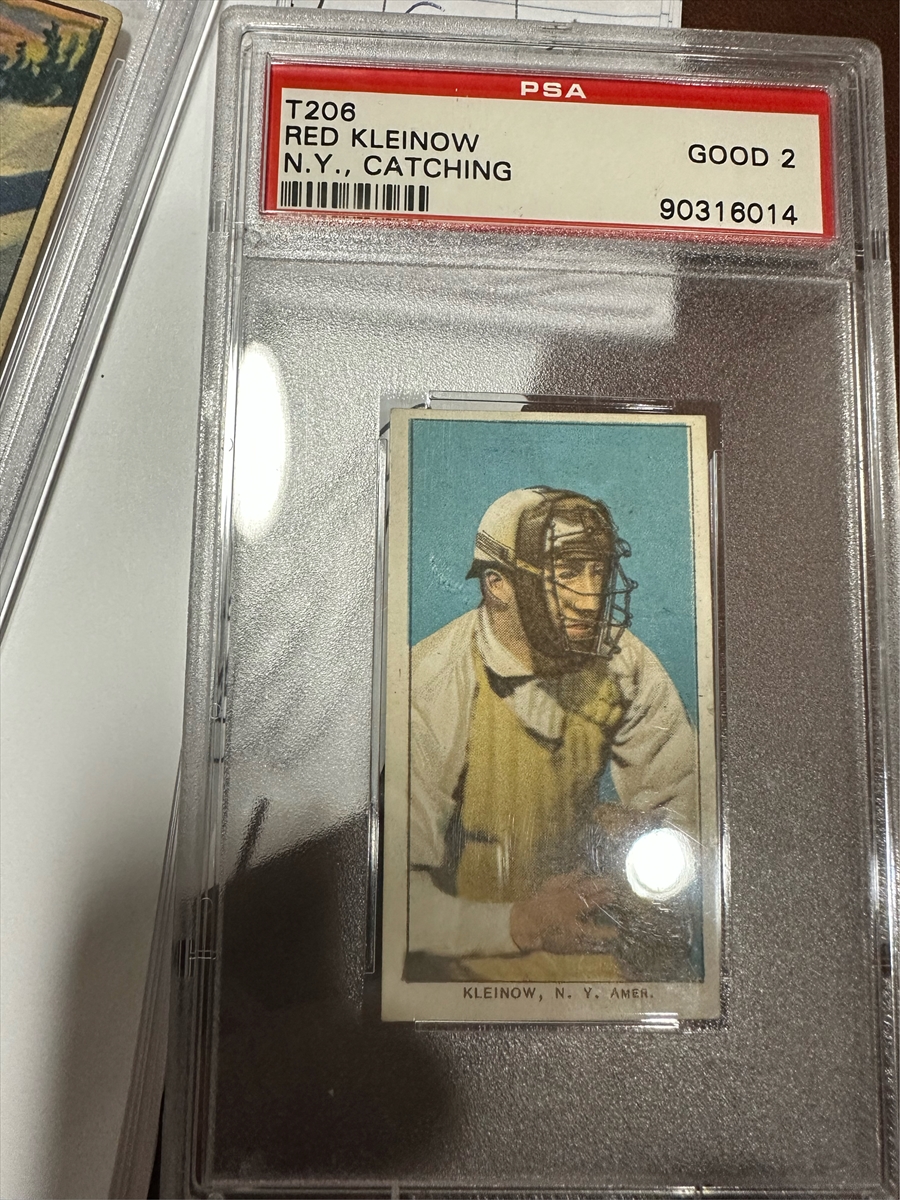 PSA
T206
RED KLEINOW
N.Y., CATCHING
GOOD 2
90316014
KLEINOW, N. Y. AMER.